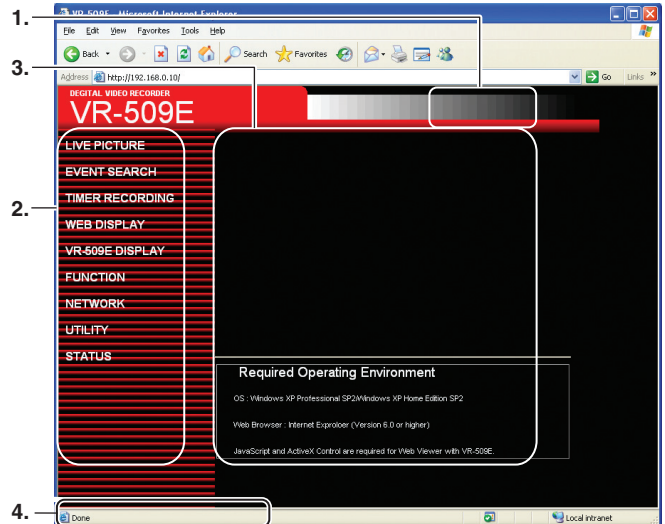 1.
VR-509E - Microsoft Internet Explorer
File Edit View Favorites Tools Help
Back Search Favorites
3.
Address http://192.168.0.10/ Go Links »
DEGITAL VIDEO RECORDER
VR-509E
2.
LIVE PICTURE
EVENT SEARCH
TIMER RECORDING
WEB DISPLAY
VR-509E DISPLAY
FUNCTION
NETWORK
UTILITY
STATUS
Required Operating Environment
OS : Windows XP Professional SP2/Windows XP Home Edition SP2
Web Browser : Internet Exproloer (Version 6.0 or higher)
JavaScript and ActiveX Control are required for Web Viewer with VR-509E.
4.
Done Local intranet